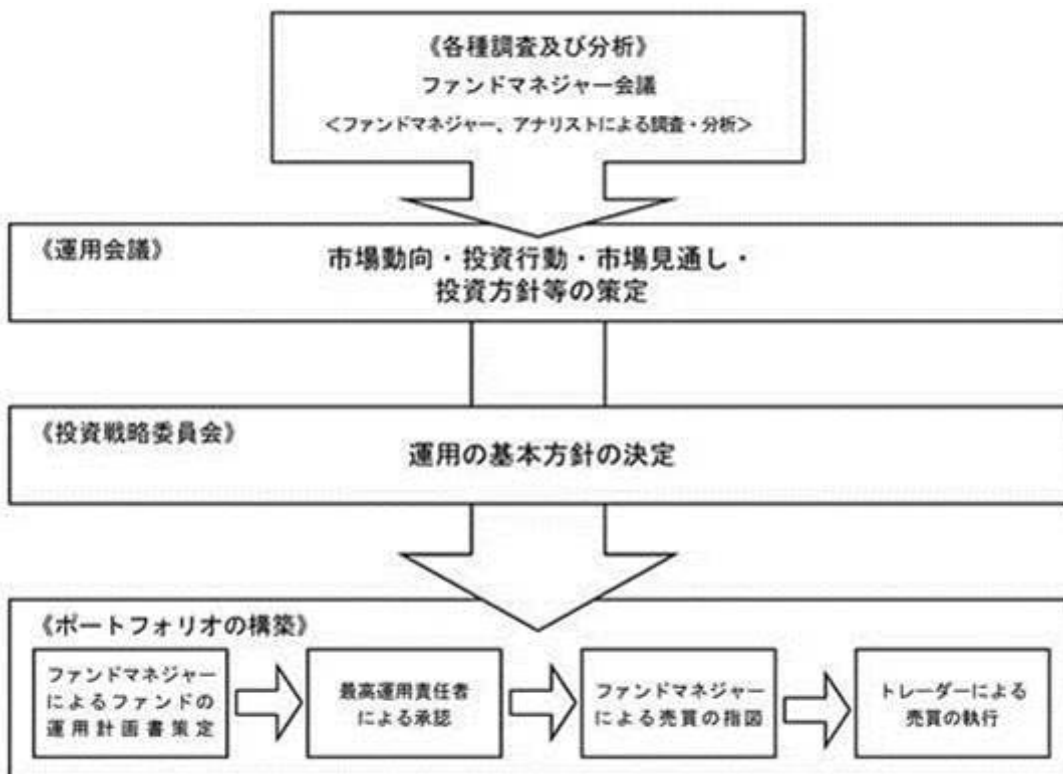 《各種調査及び分析》
ファンドマネジャー会議
<ファンドマネジャー、アナリストによる調査・分析>
《運用会議》
市場動向・投資行動・市場見通し・
投資方針等の策定
《投資戦略委員会》
運用の基本方針の決定
《ポートフォリオの構築》
ファンドマネジャー
によるファンドの
運用計画書策定
最高運用責任者
による承認
ファンドマネジャー
による売買の指図
トレーダーによる
売買の執行